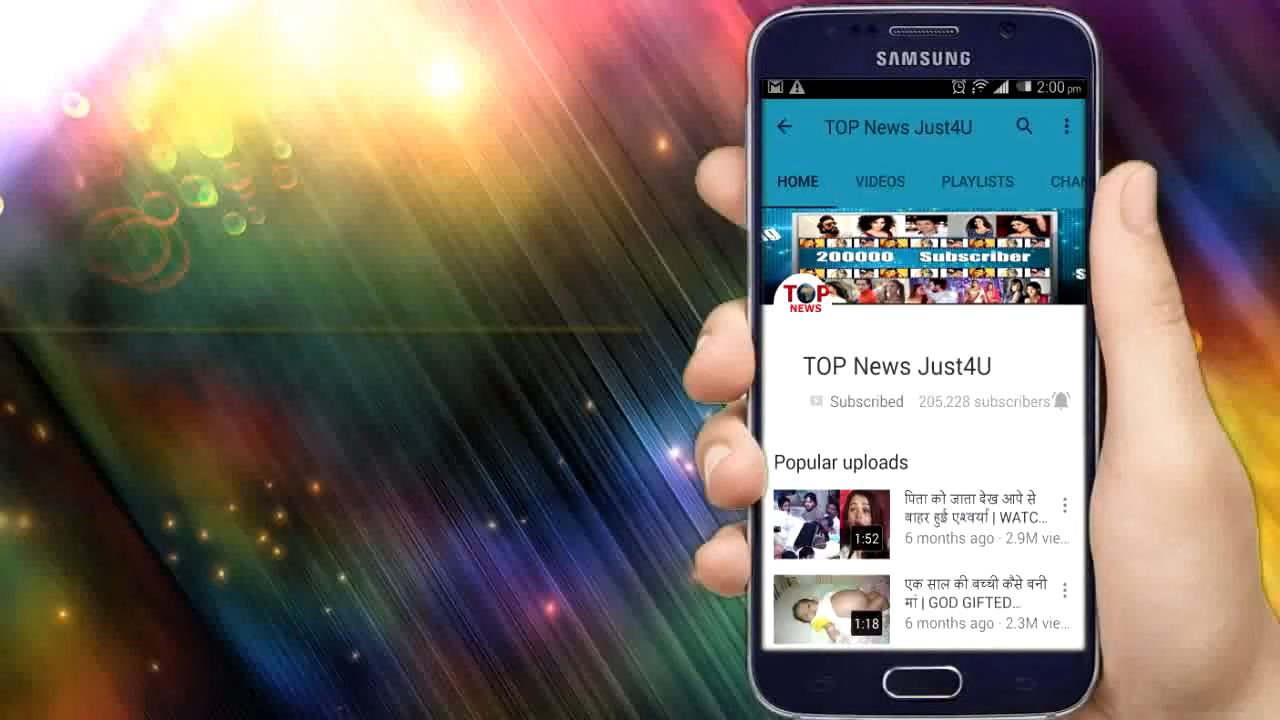 SAMSUNG
2:00 pm
TOP News Just4U
HOME VIDEOS PLAYLISTS CHAN
200000 Subscriber
TOP
NEWS
TOP News Just4U
Subscribed 205,228 subscribers
Popular uploads
पिता को जाता देख आपे से
बाहर हुई एश्वर्या | WATC...
6 months ago · 2.9M vie...
1:52
एक साल की बच्ची कैसे बनी
माँ | GOD GIFTED...
6 months ago · 2.3M vie...
1:18